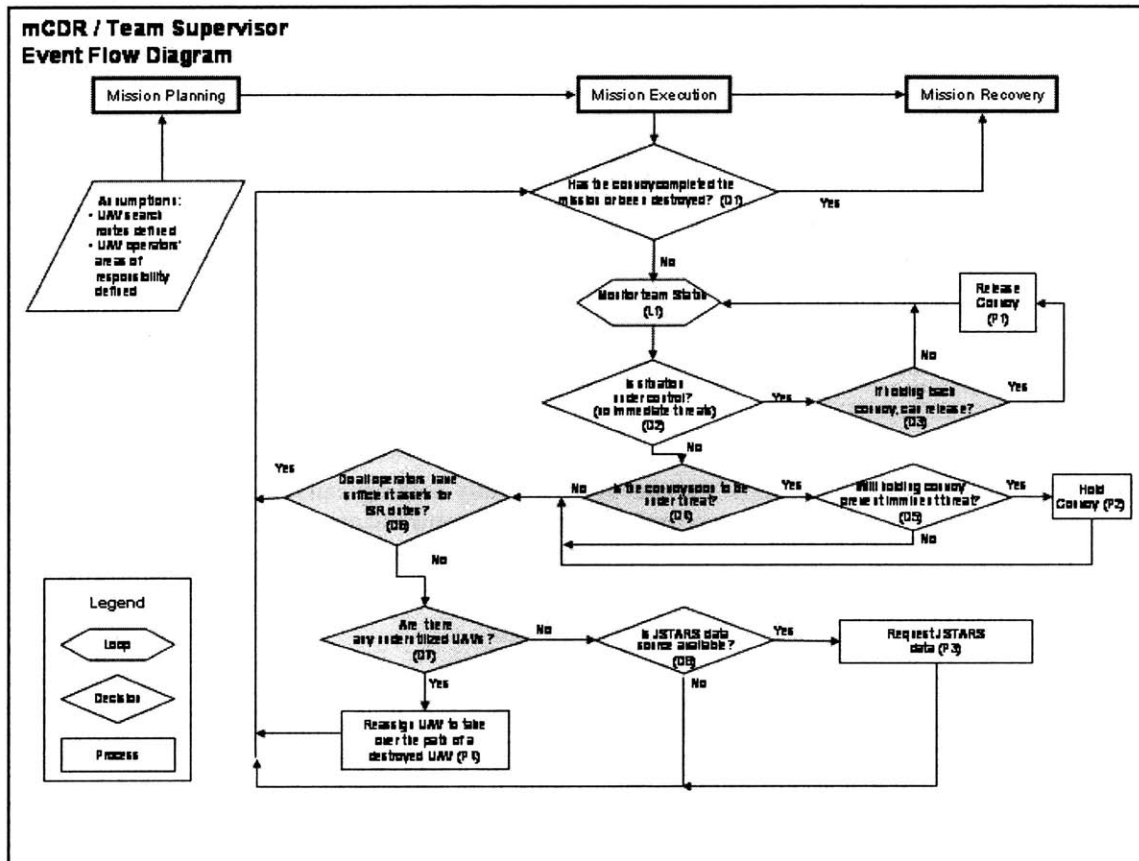 mCDR / Team Supervisor
Event Flow Diagram
Mission Planning
Mission Execution
Mission Recovery
Assumptions:
• UAV search
routes defined
• UAV operators'
areas of
responsibility
defined
Has the convoy completed the
mission or been destroyed? (D1)
Yes
No
Monitor team Status
(L1)
Release
Convoy
(P1)
No
Is situation
under control?
(no immediate threats)
(D2)
Yes
If holding back
convoy, can release?
(D3)
Yes
No
Yes
Do all operators have
sufficient assets for
ISR duties?
(D6)
No
Is the convoy soon to be
under threat?
(D4)
Yes
Will holding convoy
prevent imminent threat?
(D5)
Yes
Hold
Convoy (P2)
No
No
Legend
Loop
Decision
Process
Are there
any underutilized UAVs?
(D7)
No
Is JSTARS data
source available?
(D8)
Yes
Request JSTARS
data (P3)
Yes
No
Reassign UAV to take
over the path of a
destroyed UAV (P4)